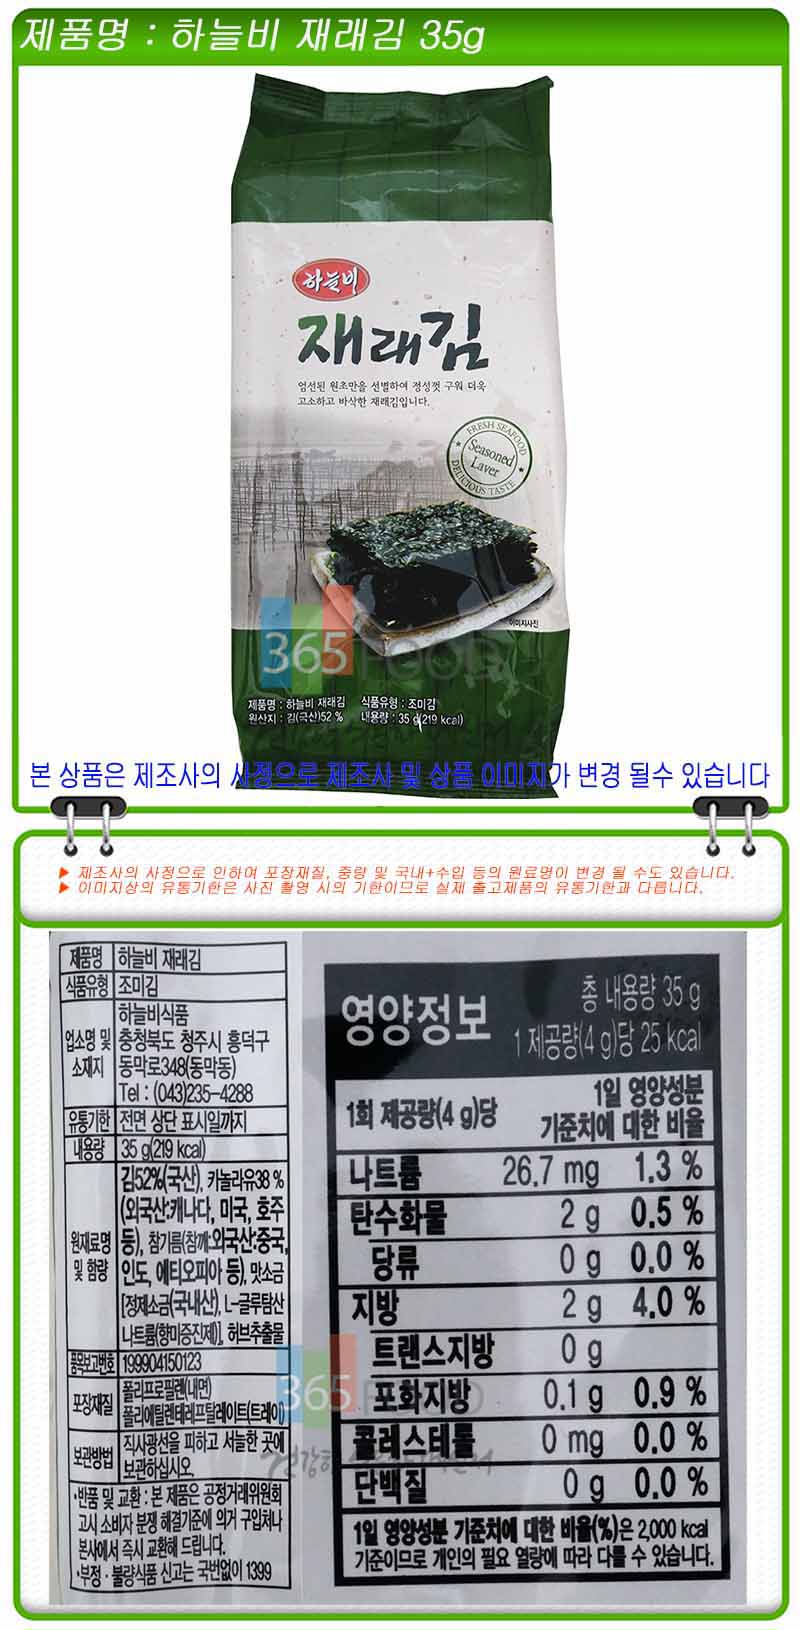 제품명 : 하늘비 재래김 35g
하늘비
재래김
엄선된 원초만을 선별하여 정성껏 구워 더욱
고소하고 바삭한 재래김입니다.
FRESH SEAFOOD
Seasoned
Laver
DELICIOUS TASTE
이미지사진
365 FOOD
제품명 : 하늘비 재래김 식품유형 : 조미김
원산지 : 김(국산)52 % 내용량 : 35 g(219 kcal)
본 상품은 제조사의 사정으로 제조사 및 상품 이미지가 변경 될수 있습니다
▶ 제조사의 사정으로 인하여 포장재질, 중량 및 국내+수입 등의 원료명이 변경 될 수도 있습니다.
▶ 이미지상의 유통기한은 사진 촬영 시의 기한이므로 실제 출고제품의 유통기한과 다릅니다.
제품명 하늘비 재래김
식품유형 조미김
업소명 및 소재지 하늘비식품
충청북도 청주시 흥덕구
동막로348(동막동)
Tel : (043)235-4288
유통기한 전면 상단 표시일까지
내용량 35 g(219 kcal)
원재료명 및 함량 김52%(국산), 카놀라유38 %
(외국산:캐나다, 미국, 호주
등), 참기름(참깨:외국산:중국,
인도, 에티오피아 등), 맛소금
[정제소금(국내산), L-글루탐산
나트륨(향미증진제)], 허브추출물
품목보고번호 199904150123
포장재질 폴리프로필렌(내면)
폴리에틸렌테레프탈레이트(트레이)
보관방법 직사광선을 피하고 서늘한 곳에
보관하십시오.
·반품 및 교환 : 본 제품은 공정거래위원회
고시 소비자 분쟁 해결기준에 의거 구입처나
본사에서 즉시 교환해 드립니다.
·부정 · 불량식품 신고는 국번없이 1399
영양정보
총 내용량 35 g
1 제공량(4 g)당 25 kcal
1회 제공량(4 g)당 1일 영양성분
기준치에 대한 비율
나트륨 26.7 mg 1.3 %
탄수화물 2 g 0.5 %
당류 0 g 0.0 %
지방 2 g 4.0 %
트랜스지방 0 g
포화지방 0.1 g 0.9 %
콜레스테롤 0 mg 0.0 %
단백질 0 g 0.0 %
1일 영양성분 기준치에 대한 비율(%)은 2,000 kcal
기준이므로 개인의 필요 열량에 따라 다를 수 있습니다.
365 FOOD